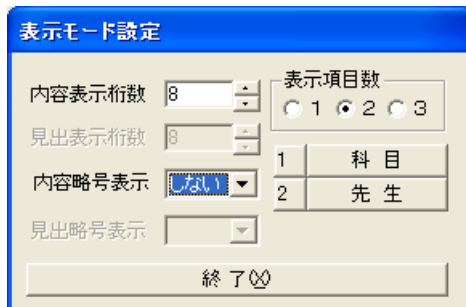 表示モード設定
内容表示桁数 8
見出表示桁数 8
内容略号表示 しない
見出略号表示
表示項目数
1 2 3
1 科 目
2 先 生
終 了(X)